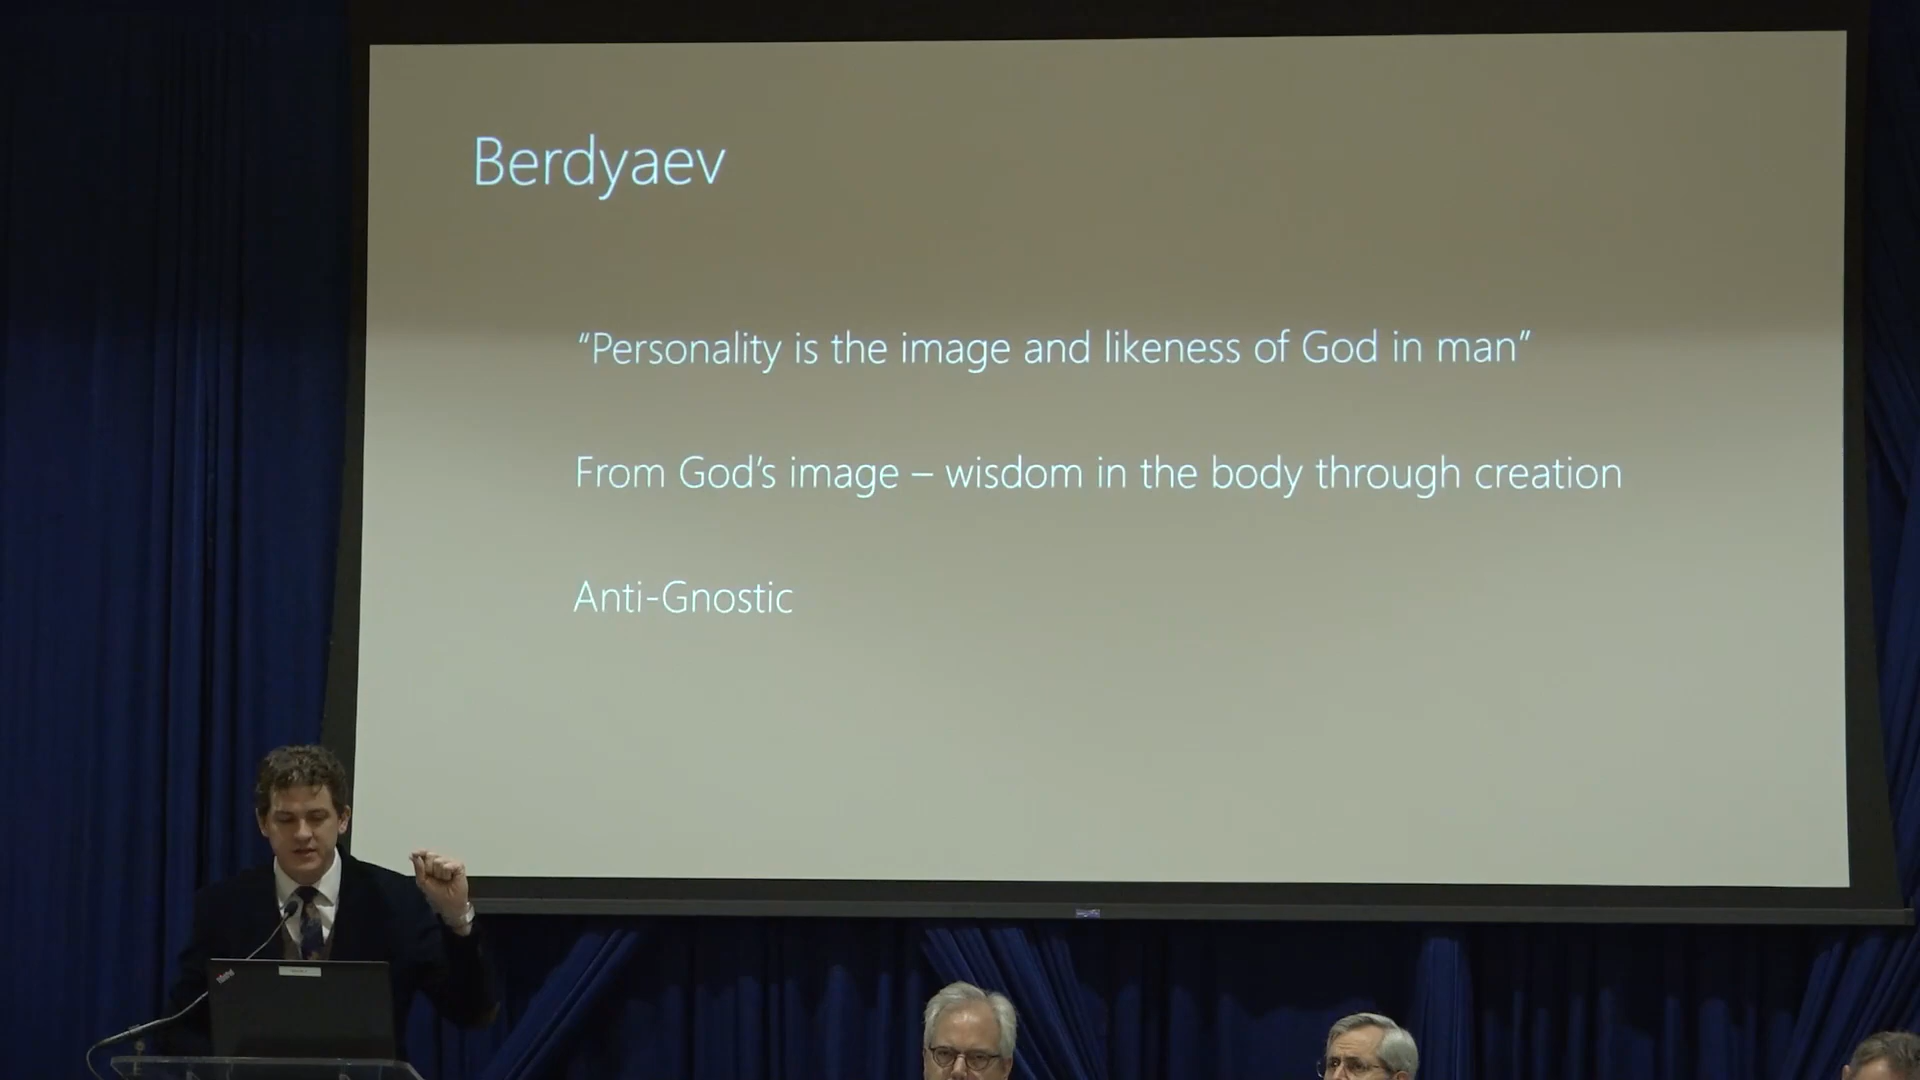 Berdyaev
“Personality is the image and likeness of God in man”
From God’s image – wisdom in the body through creation
Anti-Gnostic